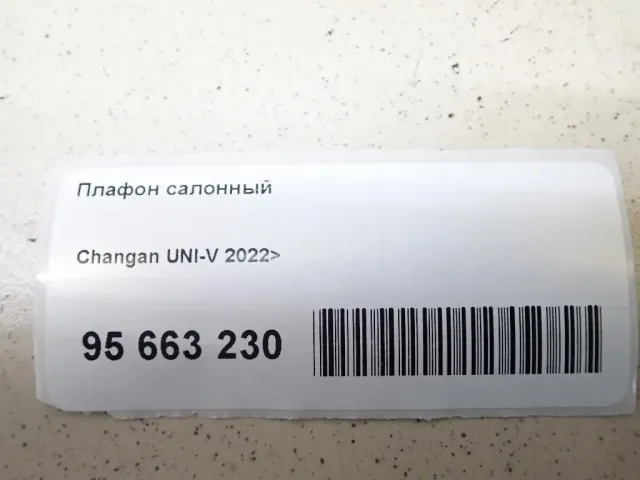 Плафон салонный
Changan UNI-V 2022>
95 663 230